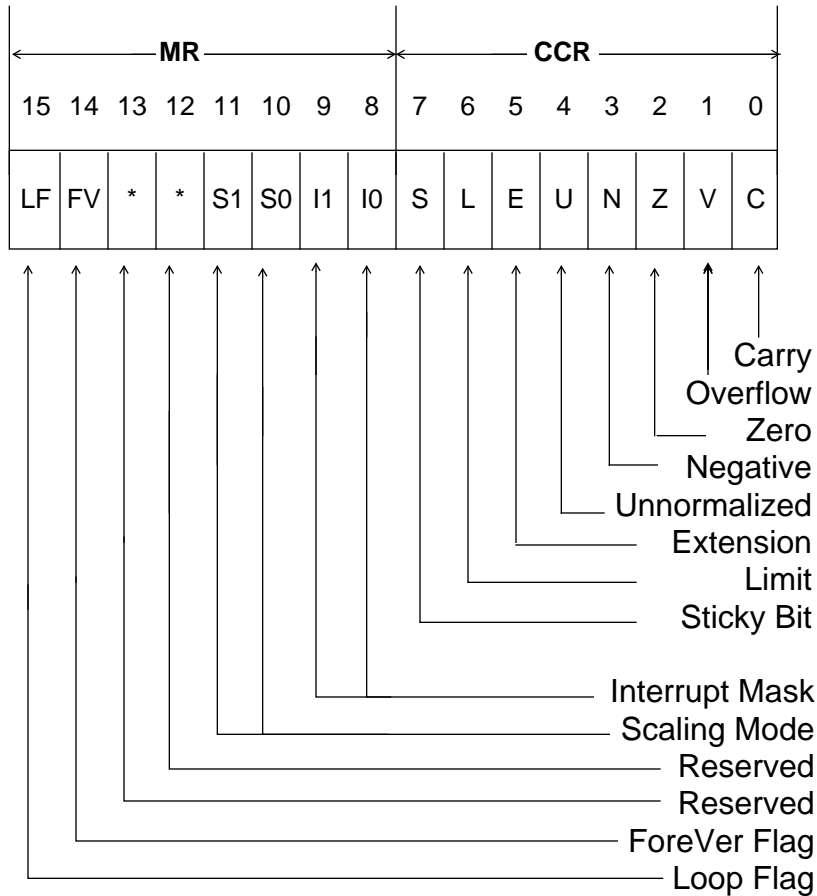 MR CCR
15 14 13 12 11 10 9 8 7 6 5 4 3 2 1 0
LF FV * * S1 S0 I1 I0 S L E U N Z V C
Carry
Overflow
Zero
Negative
Unnormalized
Extension
Limit
Sticky Bit
Interrupt Mask
Scaling Mode
Reserved
Reserved
ForeVer Flag
Loop Flag